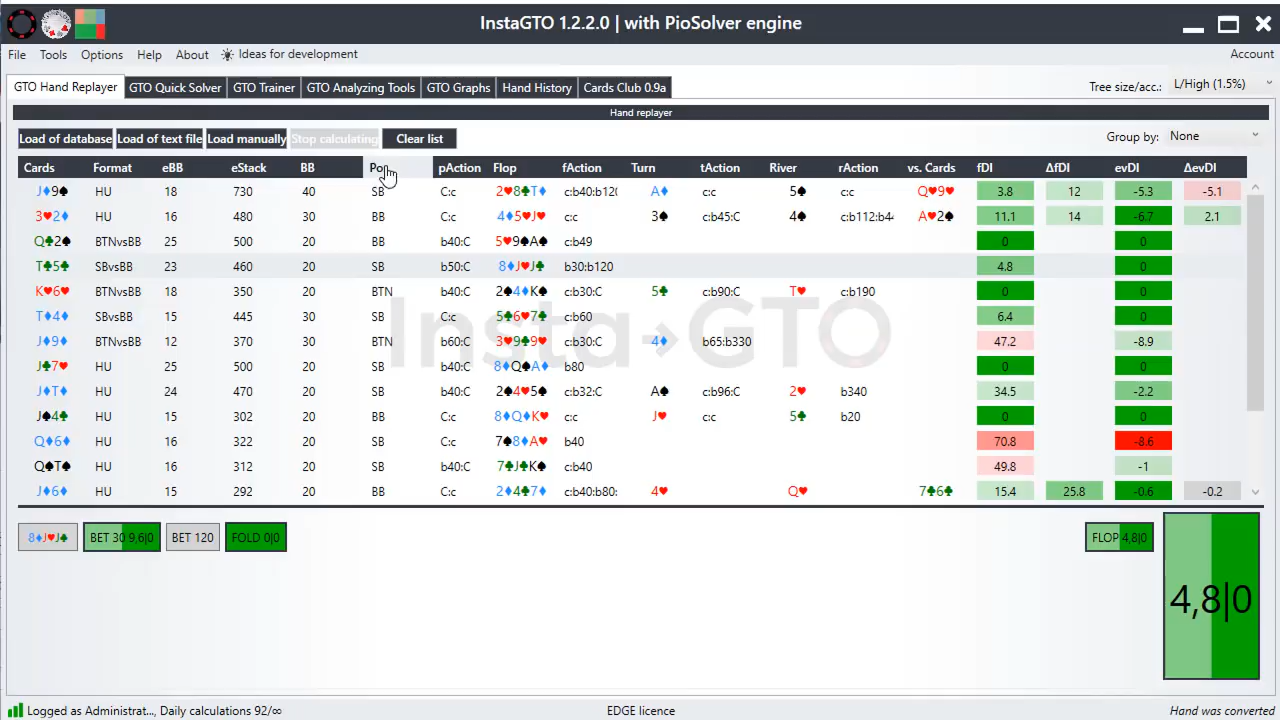 InstaGTO 1.2.2.0 | with PioSolver engine
File Tools Options Help About Ideas for development Account
GTO Hand Replayer GTO Quick Solver GTO Trainer GTO Analyzing Tools GTO Graphs Hand History Cards Club 0.9a Tree size/acc.: L/High (1.5%)
Hand replayer
Load of database Load of text file Load manually Stop calculating Clear list Group by: None
Cards Format eBB eStack BB Po pAction Flop fAction Turn tAction River rAction vs. Cards fDI ΔfDI evDI ΔevDI
J♦9♠ HU 18 730 40 SB C:c 2♥8♣T♦ c:b40:b120 A♦ c:c 5♠ c:c Q♥9♥ 3.8 12 -5.3 -5.1
3♥2♦ HU 16 480 30 BB C:c 4♦5♥J♥ c:c 3♠ c:b45:C 4♠ c:b112:b4 A♥2♠ 11.1 14 -6.7 2.1
Q♣2♠ BTNvsBB 25 500 20 BB b40:C 5♥9♠A♠ c:b49 0 0
T♣5♣ SBvsBB 23 460 20 SB b50:C 8♦J♥J♣ b30:b120 4.8 0
K♥6♥ BTNvsBB 18 350 20 BTN b40:C 2♠4♦K♠ c:b30:C 5♣ c:b90:C T♥ c:b190 0 0
T♦4♦ SBvsBB 15 445 30 SB C:c 5♣6♥7♣ c:b60 6.4 0
J♦9♦ BTNvsBB 12 370 30 BTN b60:C 3♥9♣9♥ c:b30:C 4♦ b65:b330 47.2 -8.9
J♣7♥ HU 25 500 20 SB b40:C 8♦Q♠A♦ b80 0 0
J♦T♦ HU 24 470 20 SB b40:C 2♠4♥5♠ c:b32:C A♠ c:b96:C 2♥ b340 34.5 -2.2
J♠4♣ HU 15 302 20 BB C:c 8♦Q♦K♥ c:c J♥ c:c 5♣ b20 0 0
Q♦6♦ HU 16 322 20 SB C:c 7♠8♦A♥ b40 70.8 -8.6
Q♠T♠ HU 16 312 20 SB b40:C 7♣J♣K♠ c:b40 49.8 -1
J♦6♦ HU 15 292 20 BB C:c 2♦4♣7♦ c:b40:b80: 4♥ Q♥ 7♣6♣ 15.4 25.8 -0.6 -0.2
Insta→GTO
8♦J♥J♣ BET 30 9,6|0 BET 120 FOLD 0|0 FLOP 4,8|0
4,8|0
Logged as Administrat..., Daily calculations 92/∞ EDGE licence Hand was converted